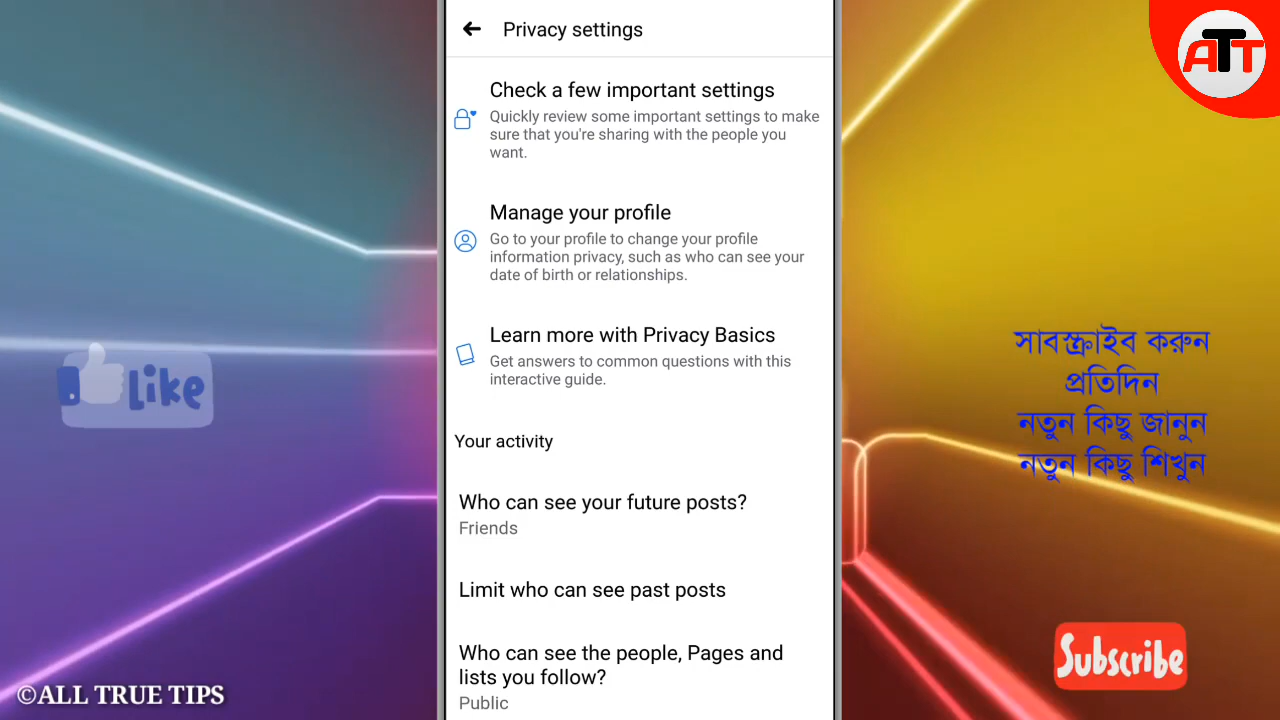 Privacy settings
Check a few important settings
Quickly review some important settings to make
sure that you're sharing with the people you
want.
Manage your profile
Go to your profile to change your profile
information privacy, such as who can see your
date of birth or relationships.
Learn more with Privacy Basics
Get answers to common questions with this
interactive guide.
Your activity
Who can see your future posts?
Friends
Limit who can see past posts
Who can see the people, Pages and
lists you follow?
Public
Like
©ALL TRUE TIPS
ATT
সাবস্ক্রাইব করুন
প্রতিদিন
নতুন কিছু জানুন
নতুন কিছু শিখুন
Subscribe